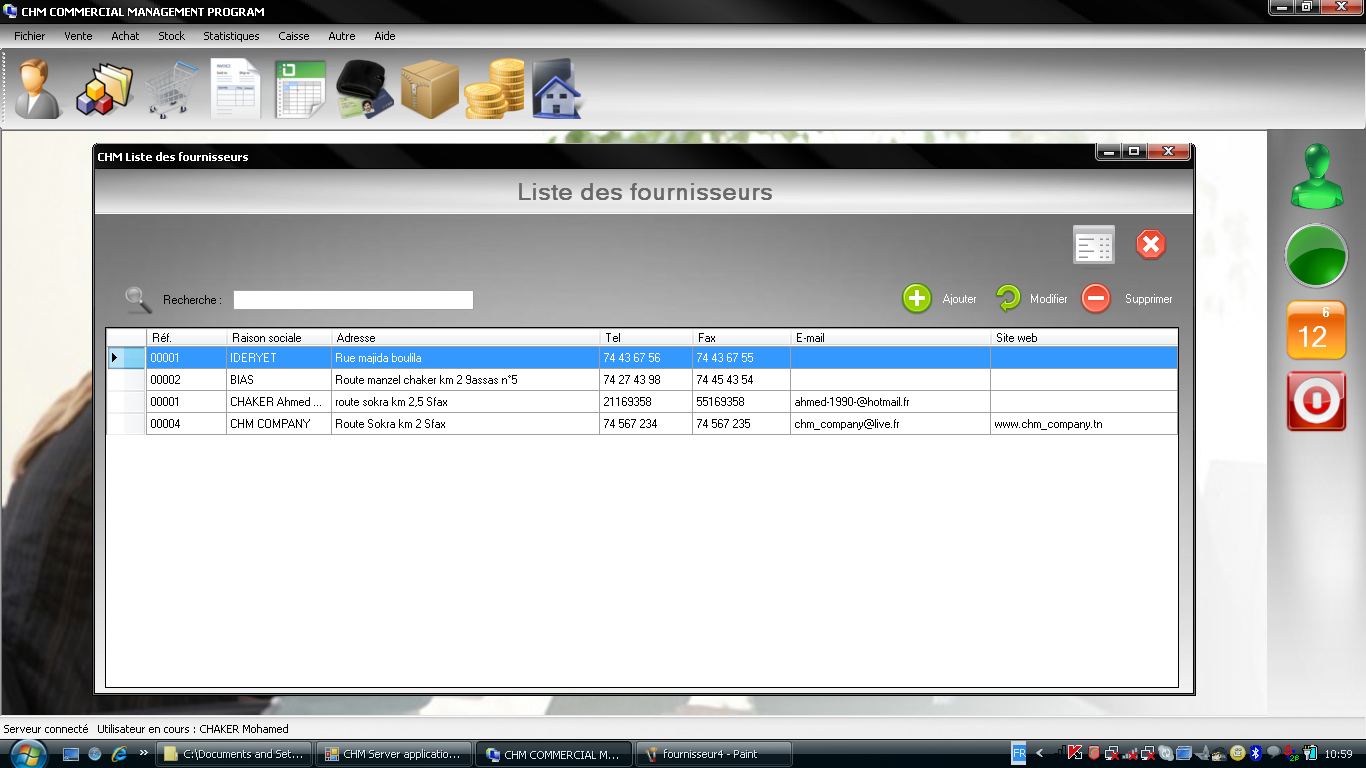 CHM COMMERCIAL MANAGEMENT PROGRAM
Fichier Vente Achat Stock Statistiques Caisse Autre Aide
INVOICE
CHM Liste des fournisseurs
Liste des fournisseurs
Recherche :
Ajouter Modifier Supprimer
Réf. Raison sociale Adresse Tel Fax E-mail Site web
00001 IDERYET Rue majida boulila 74 43 67 56 74 43 67 55
00002 BIAS Route manzel chaker km 2 9assas n°5 74 27 43 98 74 45 43 54
00001 CHAKER Ahmed ... route sokra km 2,5 Sfax 21169358 55169358 ahmed-1990-@hotmail.fr
00004 CHM COMPANY Route Sokra km 2 Sfax 74 567 234 74 567 235 chm_company@live.fr www.chm_company.tn
6
12
Serveur connecté Utilisateur en cours : CHAKER Mohamed
C:\Documents and Set... CHM Server applicatio... CHM COMMERCIAL M... fournisseur4 - Paint FR 10:59